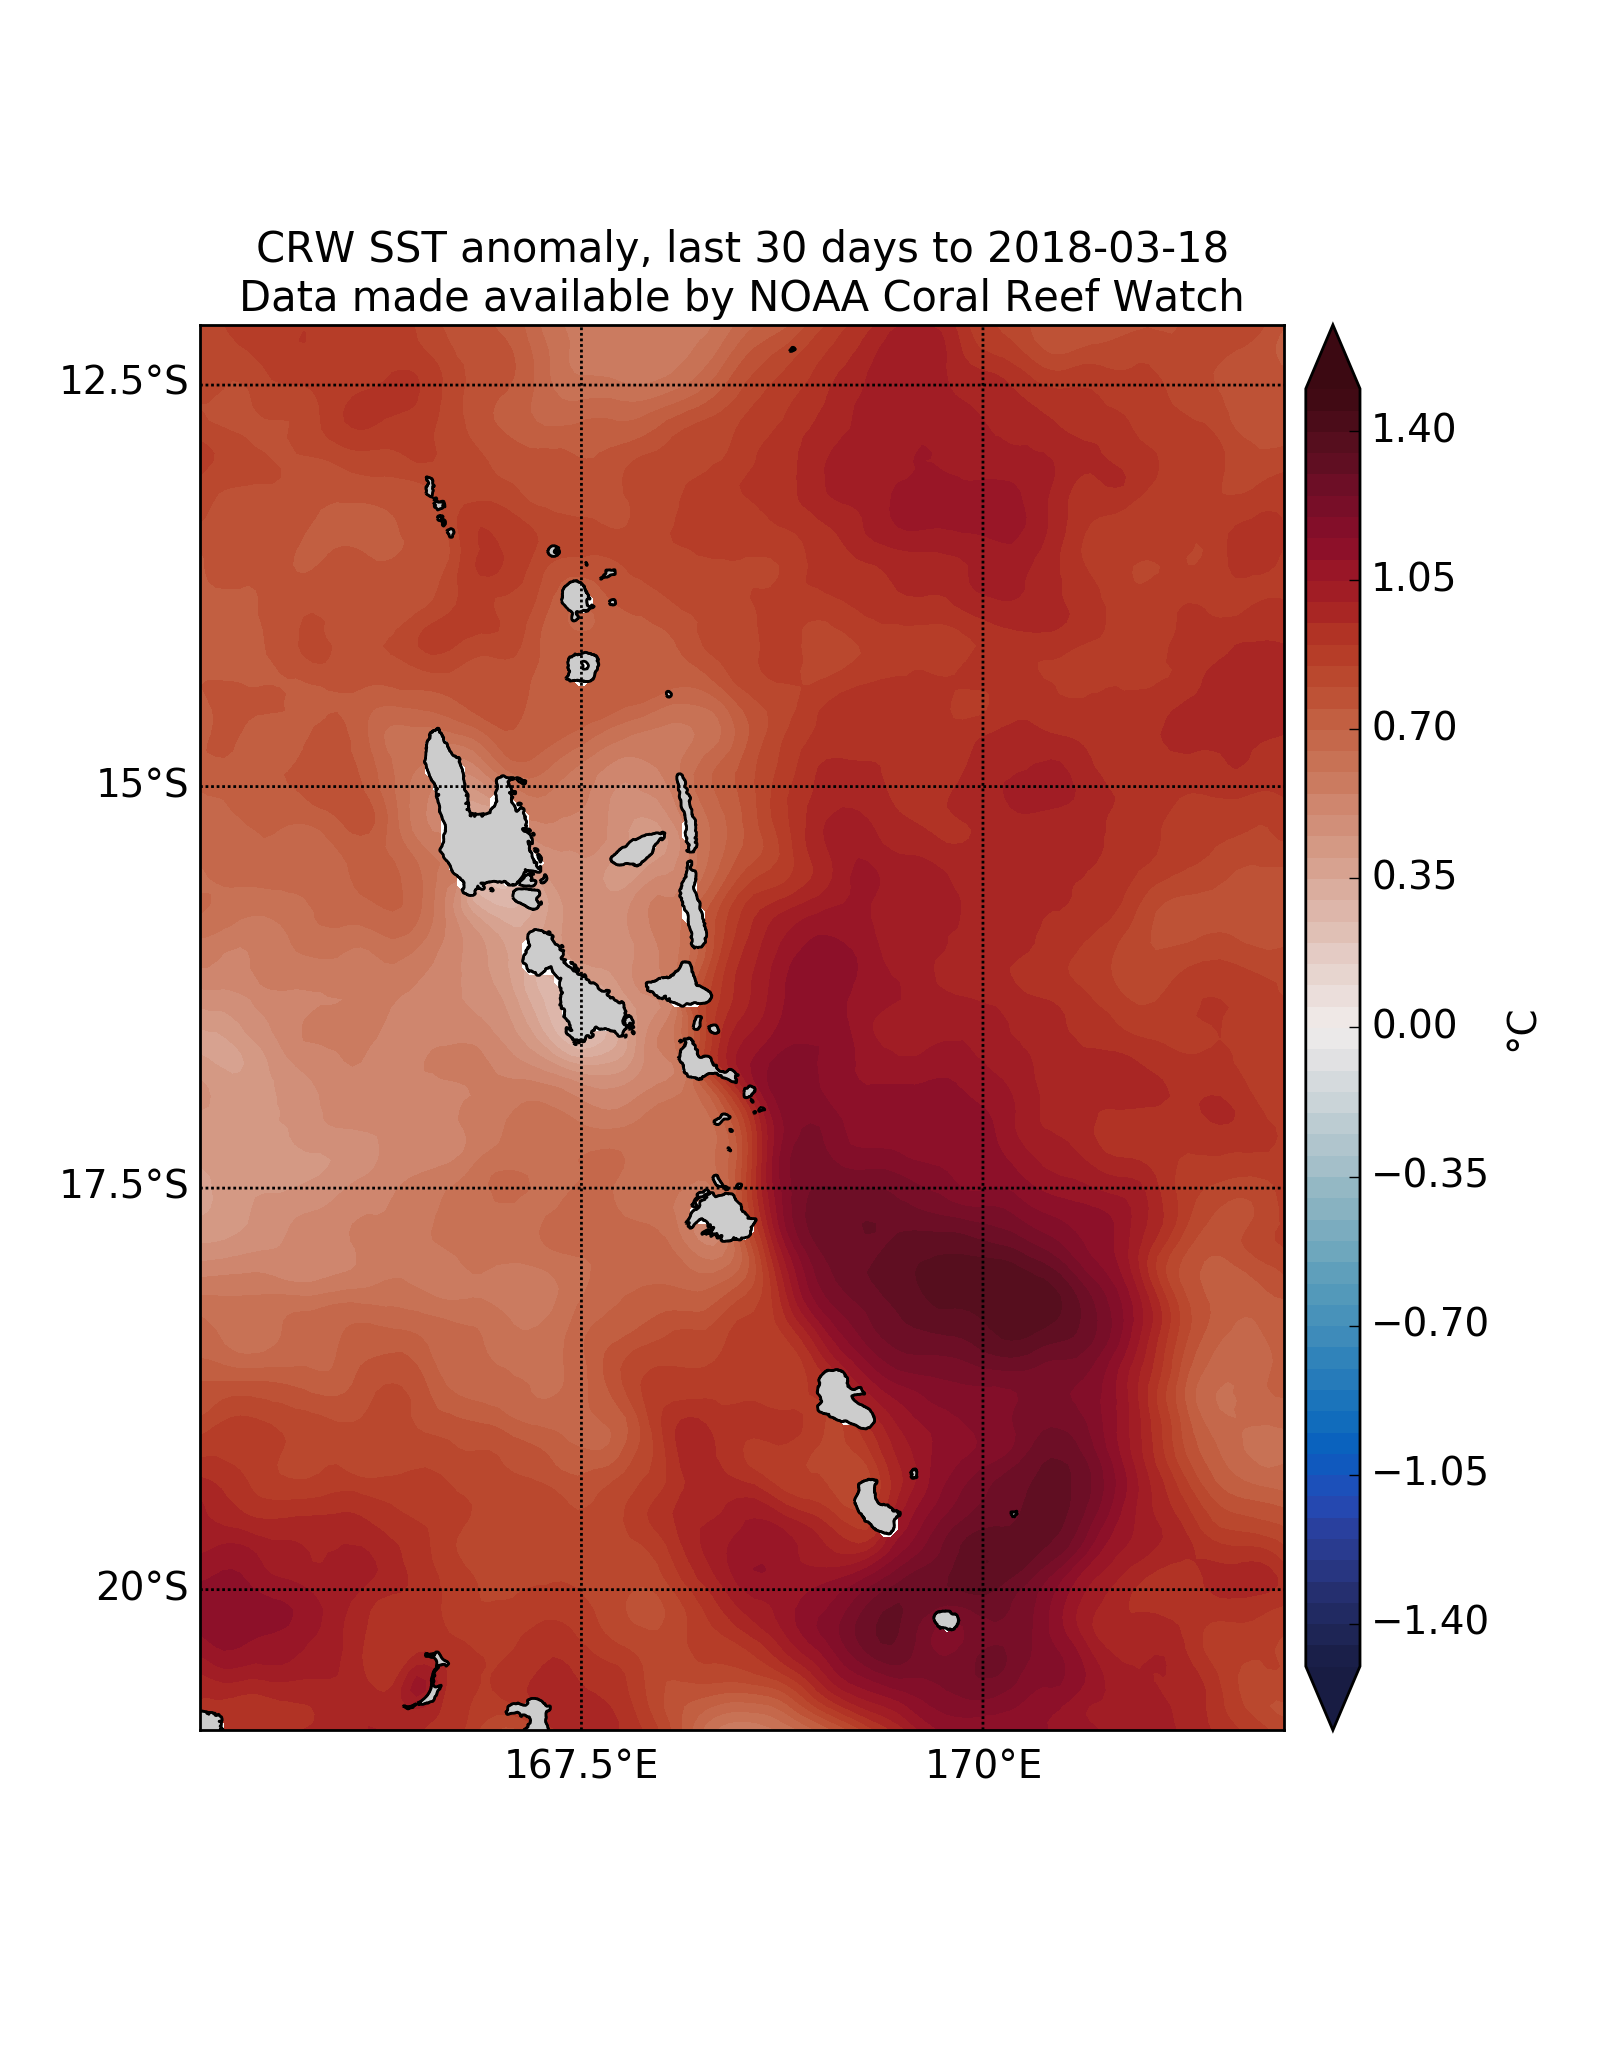 CRW SST anomaly, last 30 days to 2018-03-18
Data made available by NOAA Coral Reef Watch
12.5°S
15°S
17.5°S
20°S
167.5°E
170°E
1.40
1.05
0.70
0.35
0.00
−0.35
−0.70
−1.05
−1.40
°C